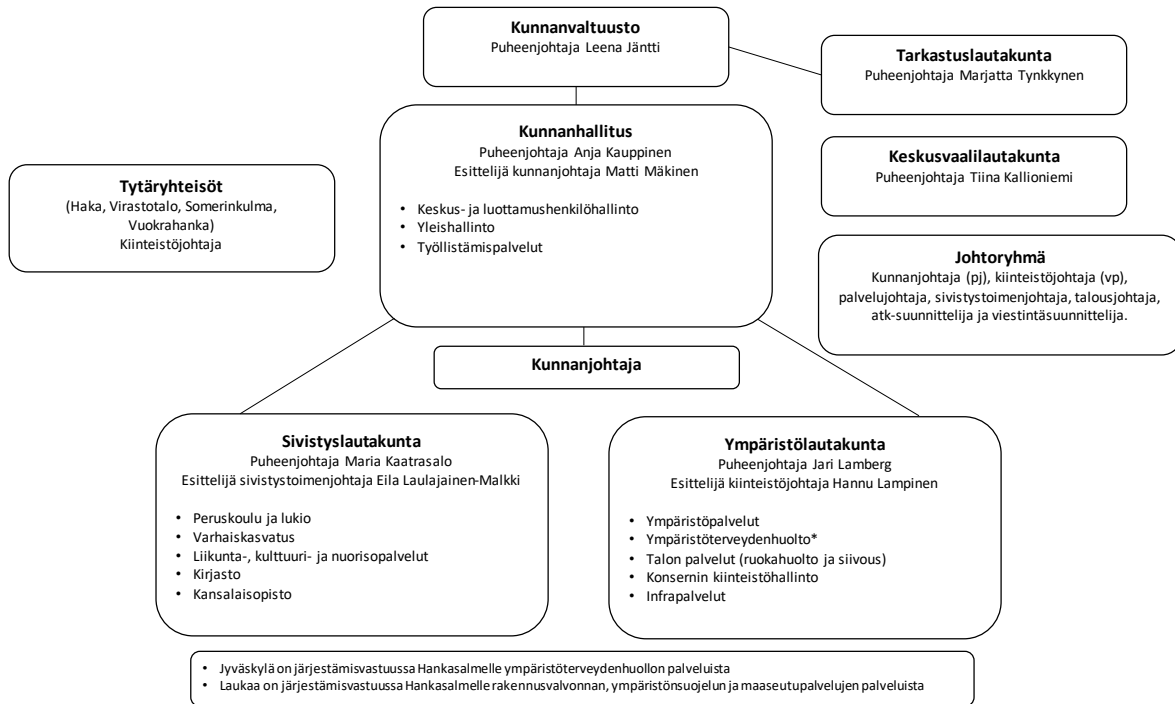 Kunnanvaltuusto
Puheenjohtaja Leena Jäntti
Tarkastuslautakunta
Puheenjohtaja Marjatta Tynkkynen
Kunnanhallitus
Puheenjohtaja Anja Kauppinen
Esittelijä kunnanjohtaja Matti Mäkinen
• Keskus- ja luottamushenkilöhallinto
• Yleishallinto
• Työllistämispalvelut
Keskusvaalilautakunta
Puheenjohtaja Tiina Kallioniemi
Tytäryhteisöt
(Haka, Virastotalo, Somerinkulma,
Vuokrahanka)
Kiinteistöjohtaja
Johtoryhmä
Kunnanjohtaja (pj), kiinteistöjohtaja (vp),
palvelujohtaja, sivistystoimenjohtaja, talousjohtaja,
atk-suunnittelija ja viestintäsuunnittelija.
Kunnanjohtaja
Sivistyslautakunta
Puheenjohtaja Maria Kaatrasalo
Esittelijä sivistystoimenjohtaja Eila Laulajainen-Malkki
• Peruskoulu ja lukio
• Varhaiskasvatus
• Liikunta-, kulttuuri- ja nuorisopalvelut
• Kirjasto
• Kansalaisopisto
Ympäristölautakunta
Puheenjohtaja Jari Lamberg
Esittelijä kiinteistöjohtaja Hannu Lampinen
• Ympäristöpalvelut
• Ympäristöterveydenhuolto*
• Talon palvelut (ruokahuolto ja siivous)
• Konsernin kiinteistöhallinto
• Infrapalvelut
• Jyväskylä on järjestämisvastuussa Hankasalmelle ympäristöterveydenhuollon palveluista
• Laukaa on järjestämisvastuussa Hankasalmelle rakennusvalvonnan, ympäristönsuojelun ja maaseutupalvelujen palveluista